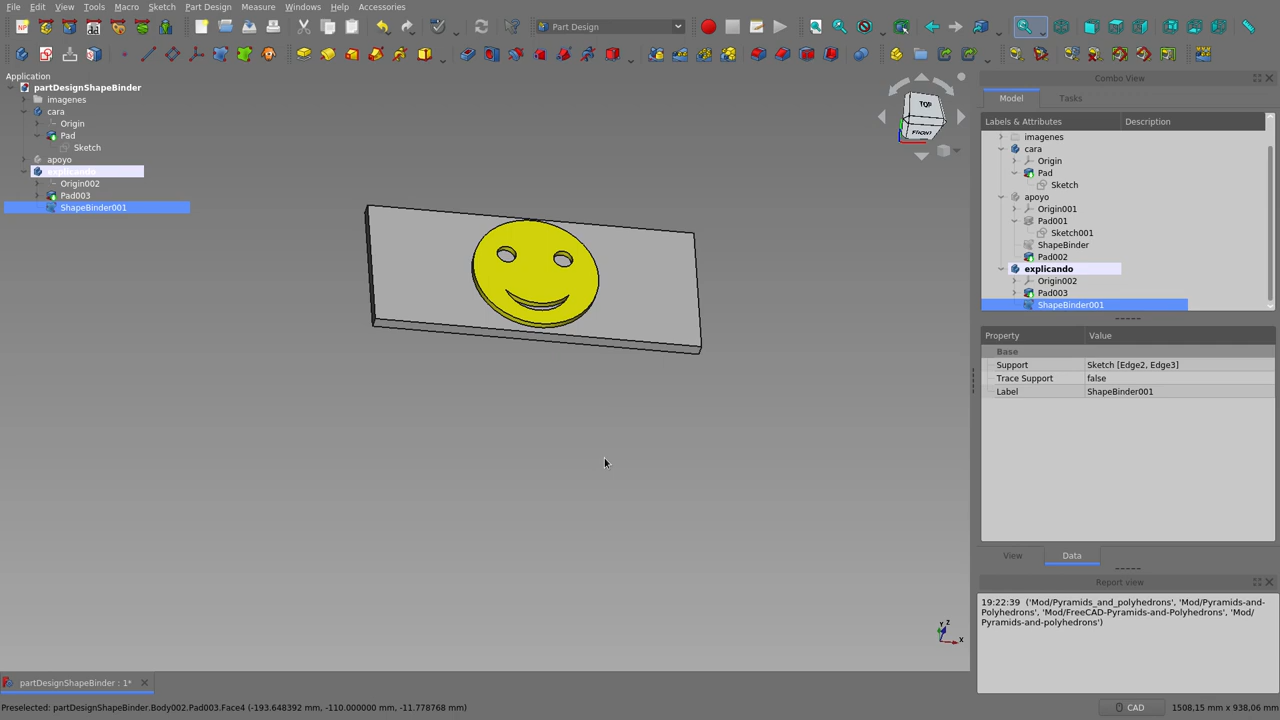 File Edit View Tools Macro Sketch Part Design Measure Windows Help Accessories
Part Design
Application
partDesignShapeBinder
imagenes
cara
Origin
Pad
Sketch
apoyo
explicando
Origin002
Pad003
ShapeBinder001
TOP
FRONT
Combo View
Model Tasks
Labels & Attributes Description
imagenes
cara
Origin
Pad
Sketch
apoyo
Origin001
Pad001
Sketch001
ShapeBinder
Pad002
explicando
Origin002
Pad003
ShapeBinder001
Property Value
Base
Support Sketch [Edge2, Edge3]
Trace Support false
Label ShapeBinder001
View Data
Report view
19:22:39 ('Mod/Pyramids_and_polyhedrons', 'Mod/Pyramids-and-
Polyhedrons', 'Mod/FreeCAD-Pyramids-and-Polyhedrons', 'Mod/
Pyramids-and-polyhedrons')
Y Z
X
partDesignShapeBinder : 1*
Preselected: partDesignShapeBinder.Body002.Pad003.Face4 (-193.648392 mm, -110.000000 mm, -11.778768 mm)
CAD
1508,15 mm x 938,06 mm